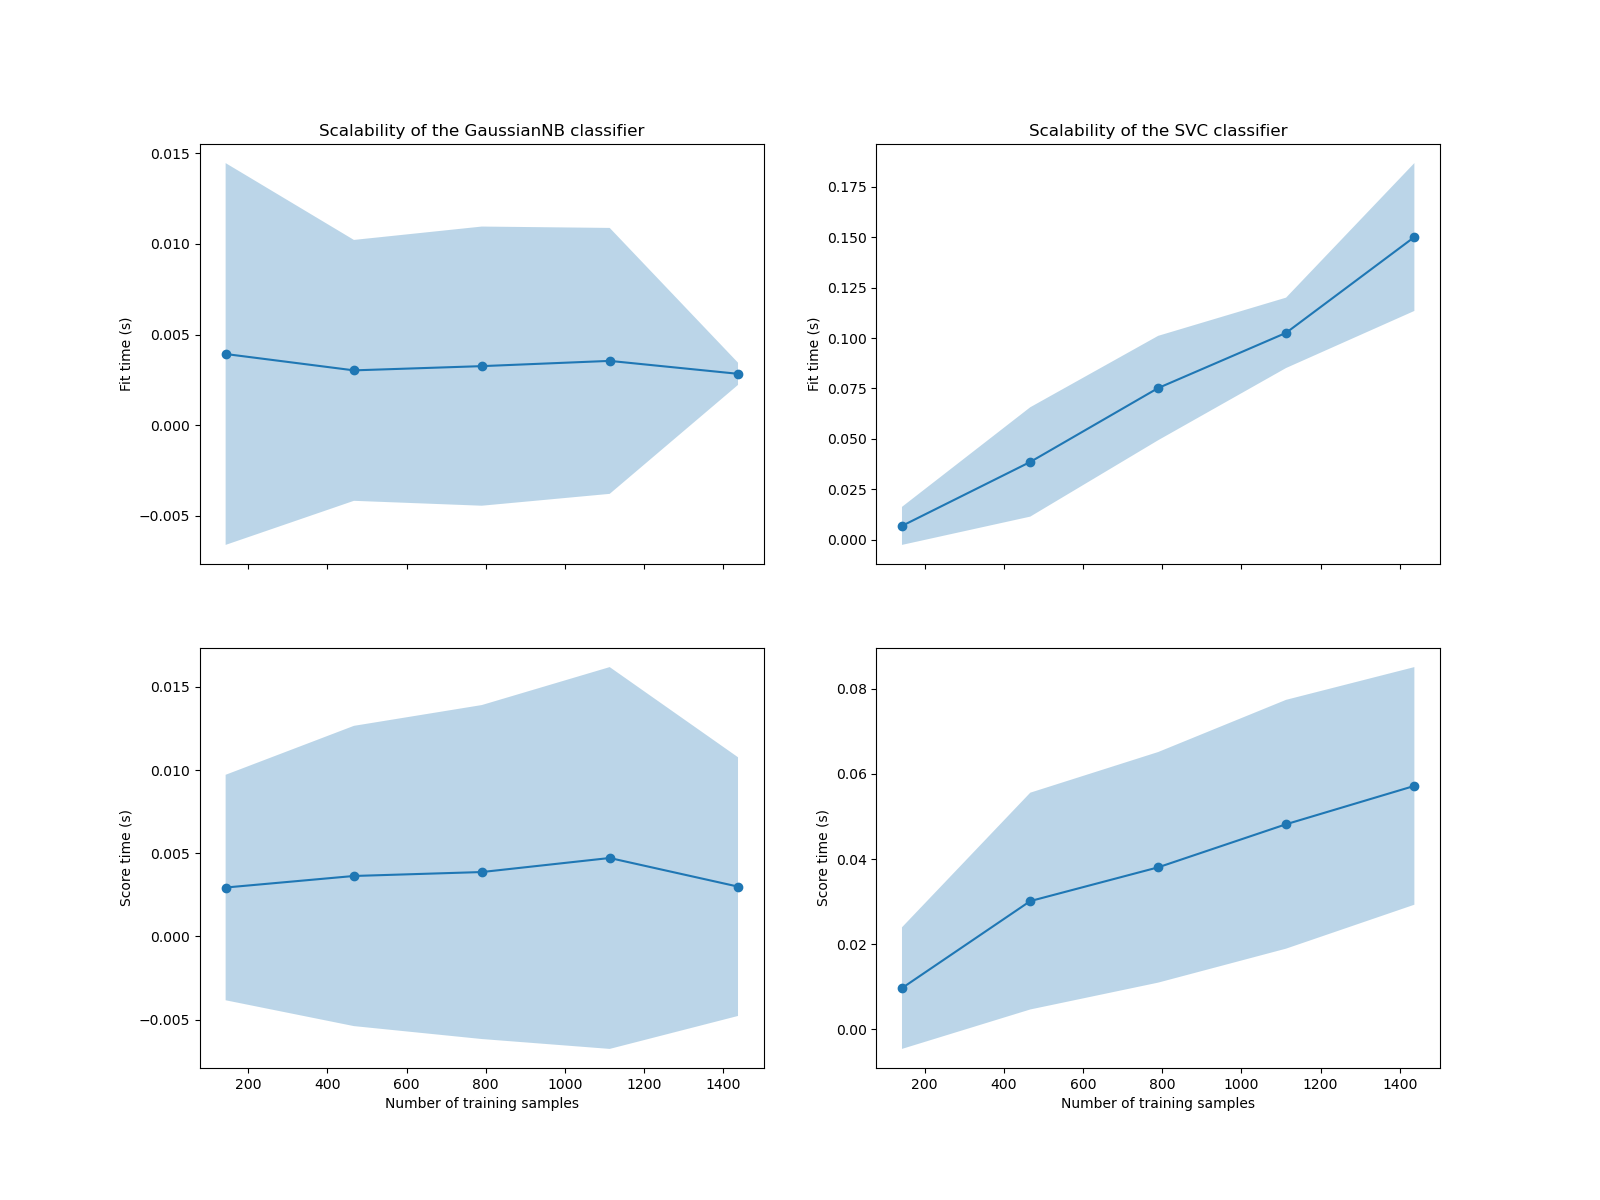 Scalability of the GaussianNB classifier
0.015
0.010
0.005
0.000
−0.005
Fit time (s)
Scalability of the SVC classifier
0.175
0.150
0.125
0.100
0.075
0.050
0.025
0.000
Fit time (s)
0.015
0.010
0.005
0.000
−0.005
Score time (s)
200 400 600 800 1000 1200 1400
Number of training samples
0.08
0.06
0.04
0.02
0.00
Score time (s)
200 400 600 800 1000 1200 1400
Number of training samples